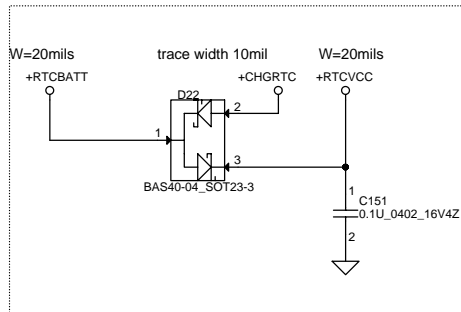 W=20mils trace width 10mil W=20mils
+RTCBATT +CHGRTC +RTCVCC
D22
2
1
3
BAS40-04_SOT23-3
1
C151
0.1U_0402_16V4Z
2